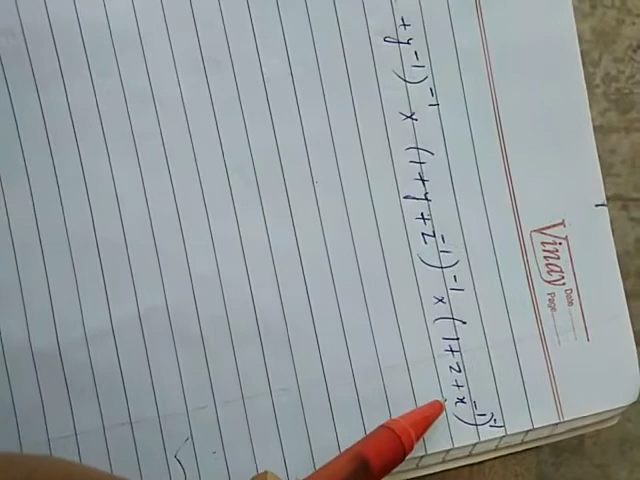 Vinay
Date
Page
+y-1)⁻¹ x (1+y+z⁻¹)⁻¹ x (1+z+x⁻¹)⁻¹